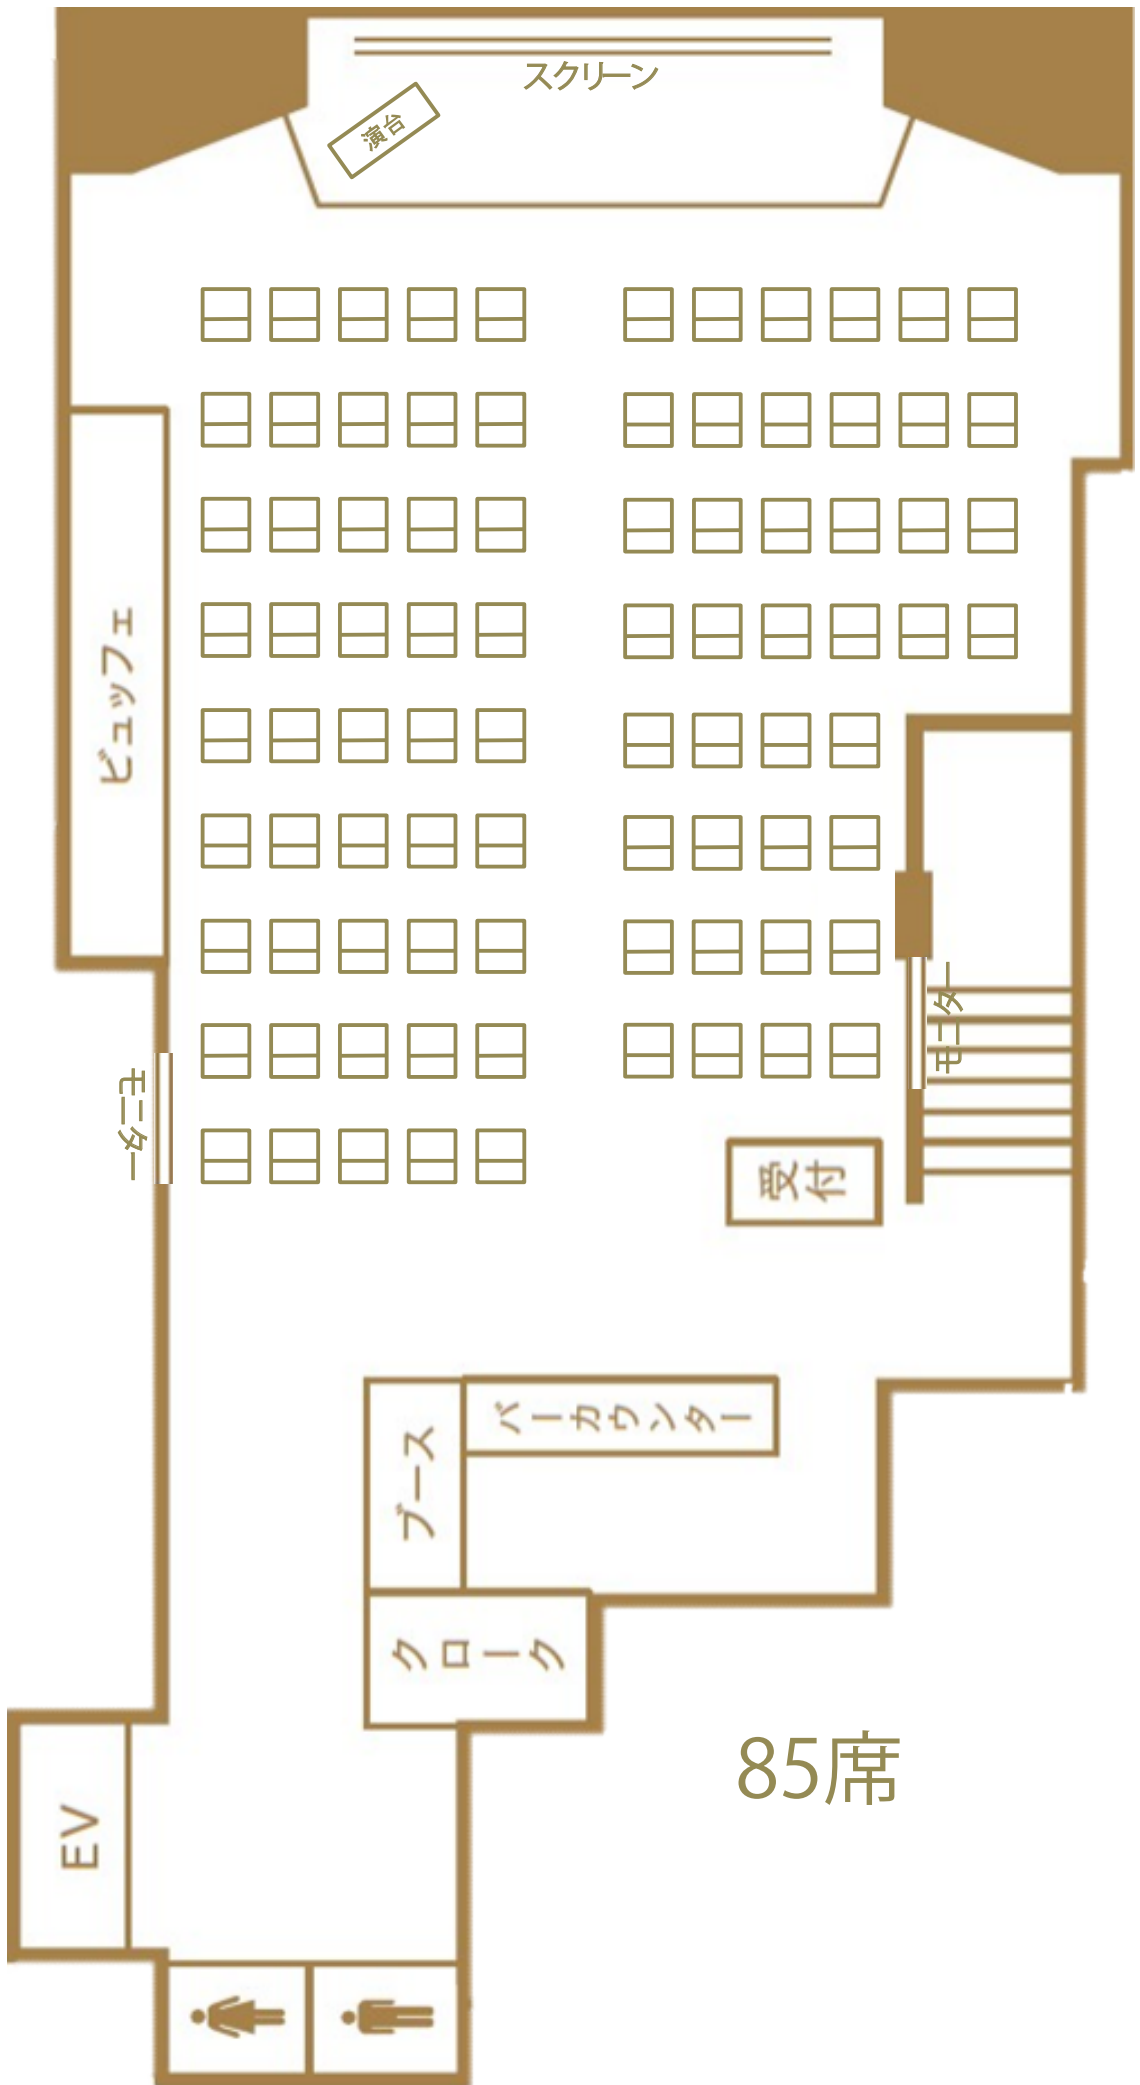 スクリーン
演台
ビュッフェ
モニター
モニター
受付
バーカウンター
ブース
クローク
85席
EV